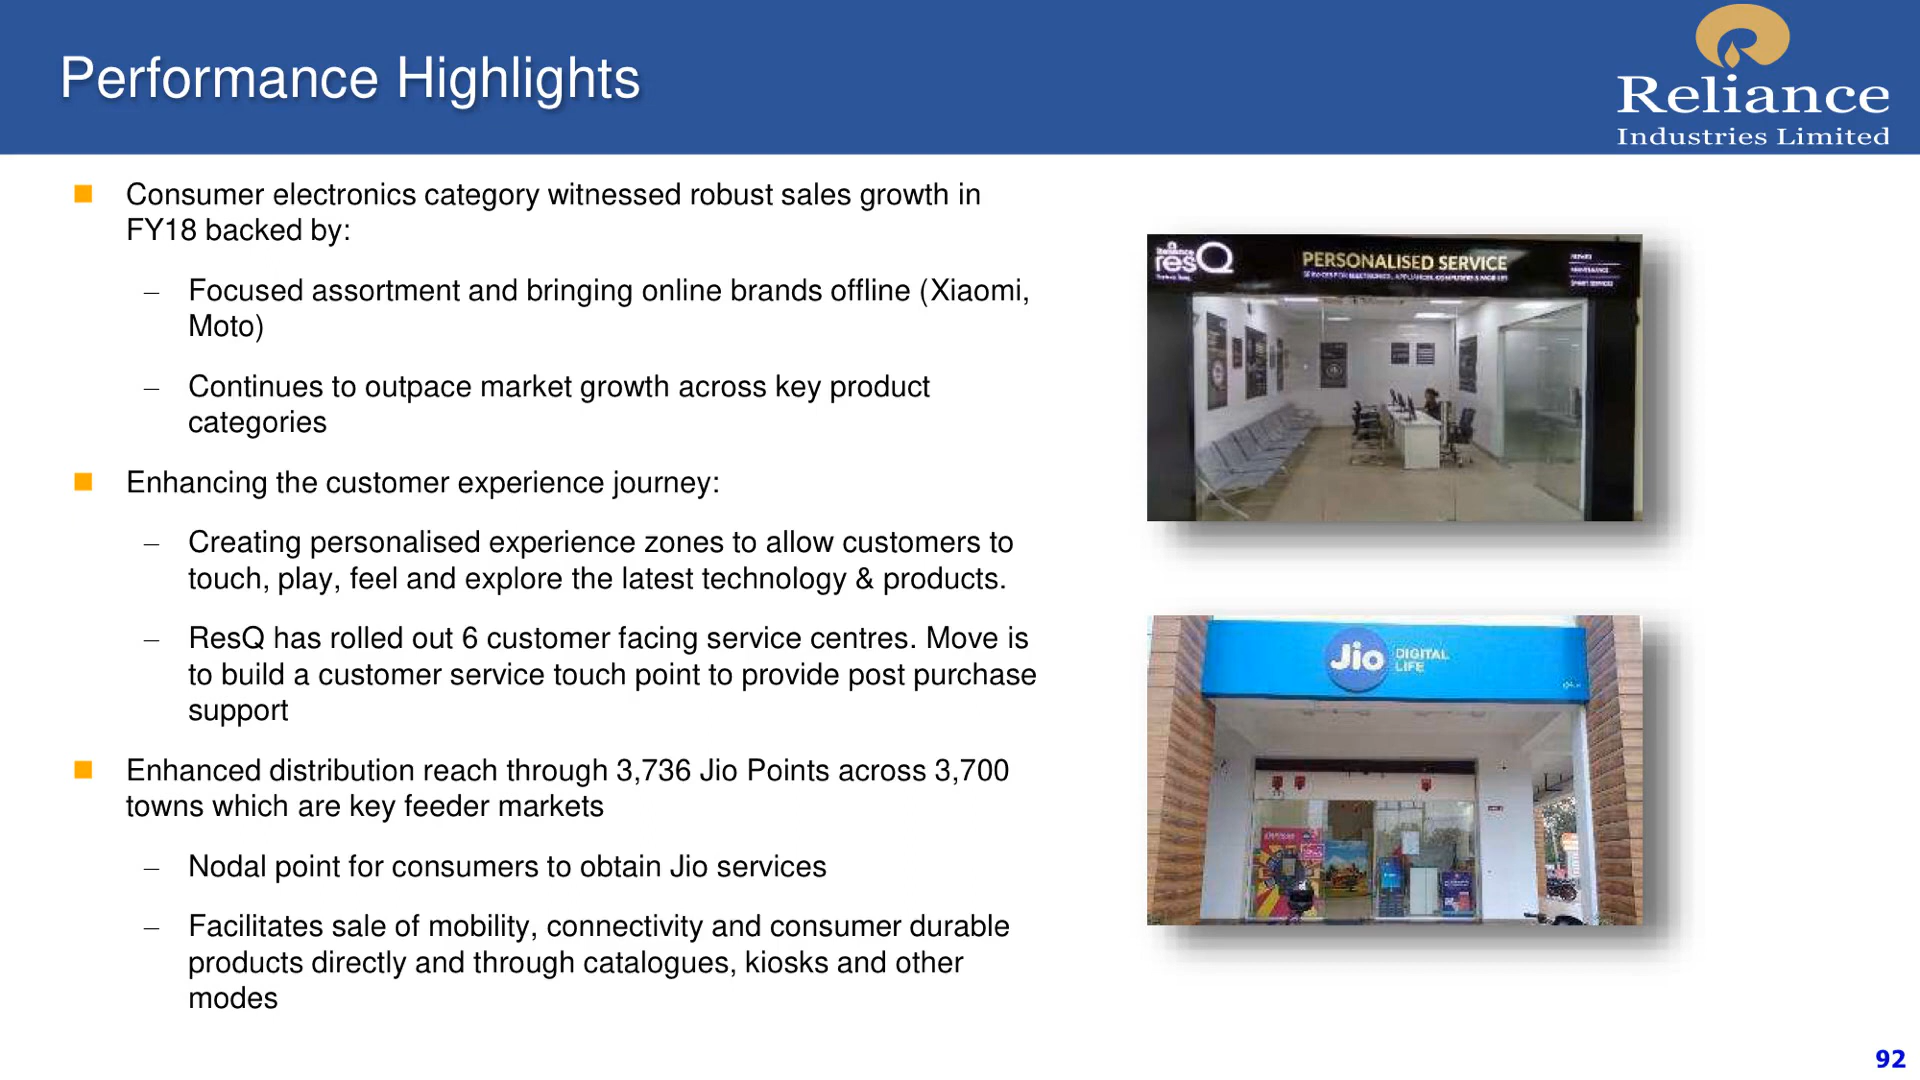 Performance Highlights
Reliance
Industries Limited
■ Consumer electronics category witnessed robust sales growth in
FY18 backed by:
– Focused assortment and bringing online brands offline (Xiaomi,
Moto)
– Continues to outpace market growth across key product
categories
■ Enhancing the customer experience journey:
– Creating personalised experience zones to allow customers to
touch, play, feel and explore the latest technology & products.
– ResQ has rolled out 6 customer facing service centres. Move is
to build a customer service touch point to provide post purchase
support
■ Enhanced distribution reach through 3,736 Jio Points across 3,700
towns which are key feeder markets
– Nodal point for consumers to obtain Jio services
– Facilitates sale of mobility, connectivity and consumer durable
products directly and through catalogues, kiosks and other
modes
Reliance
resQ
PERSONALISED SERVICE
Jio
DIGITAL
LIFE
92